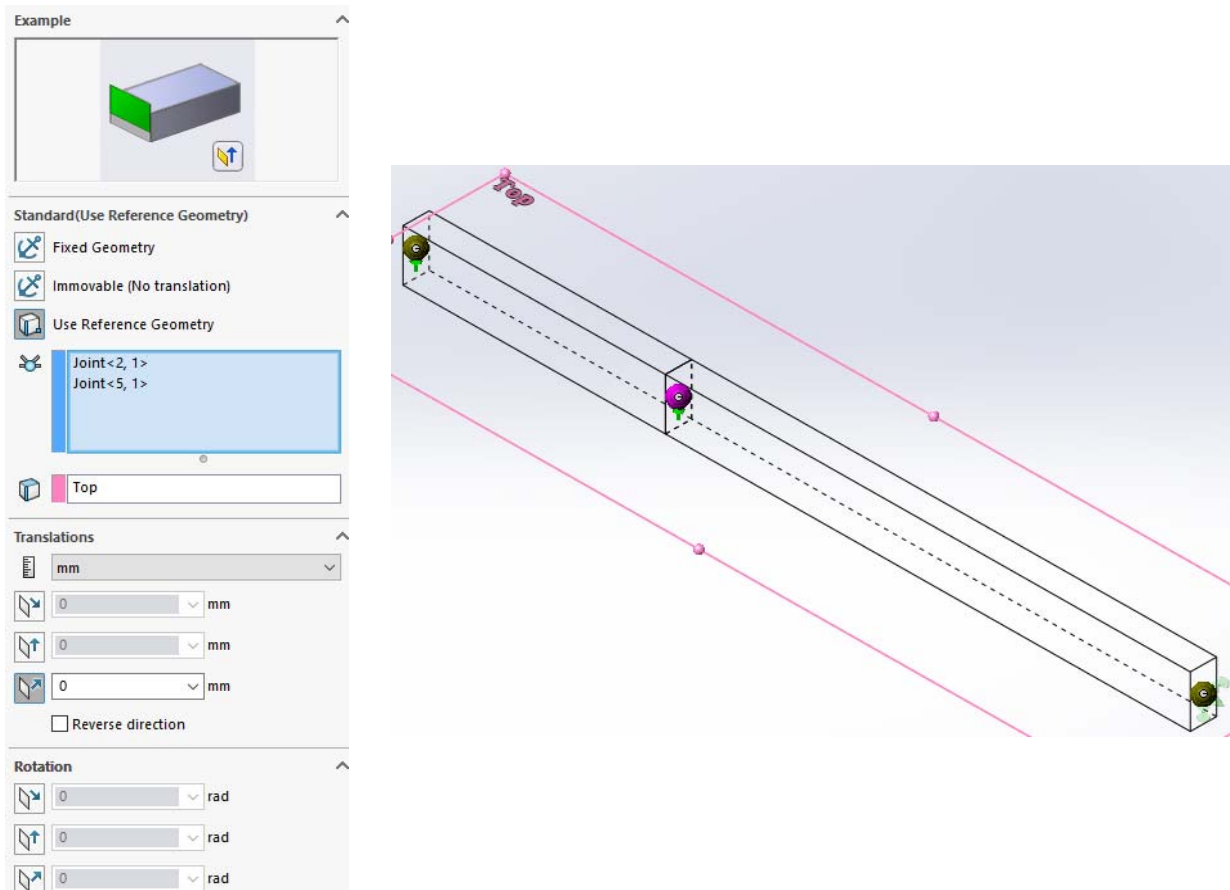 Example
Standard(Use Reference Geometry)
Fixed Geometry
Immovable (No translation)
Use Reference Geometry
Joint<2, 1>
Joint<5, 1>
Top
Translations
mm
0 mm
0 mm
0 mm
Reverse direction
Rotation
0 rad
0 rad
0 rad
Top